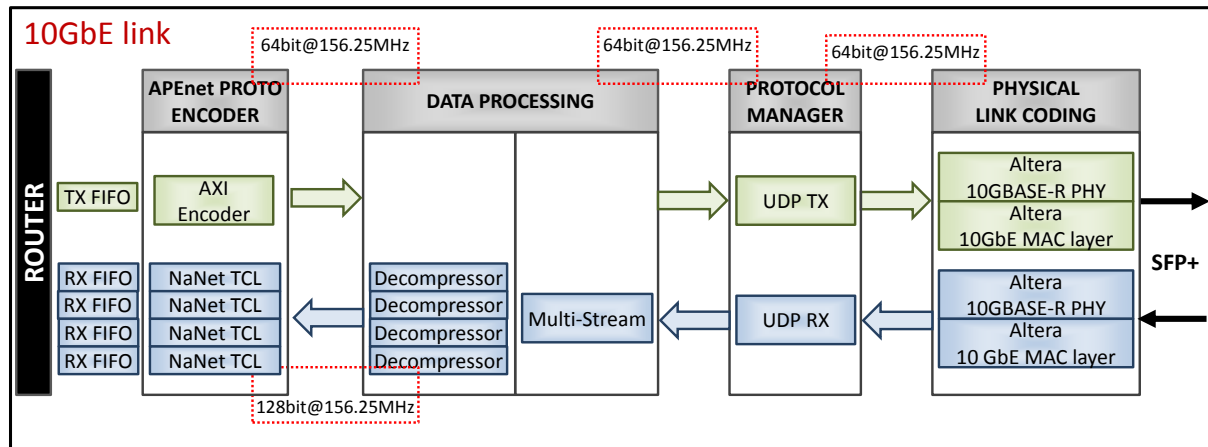 10GbE link
64bit@156.25MHz
64bit@156.25MHz
64bit@156.25MHz
APEnet PROTO
ENCODER
DATA PROCESSING
PROTOCOL
MANAGER
PHYSICAL
LINK CODING
ROUTER
TX FIFO
AXI
Encoder
UDP TX
Altera
10GBASE-R PHY
Altera
10GbE MAC layer
SFP+
RX FIFO
RX FIFO
RX FIFO
RX FIFO
NaNet TCL
NaNet TCL
NaNet TCL
NaNet TCL
Decompressor
Decompressor
Decompressor
Decompressor
Multi-Stream
UDP RX
Altera
10GBASE-R PHY
Altera
10 GbE MAC layer
128bit@156.25MHz